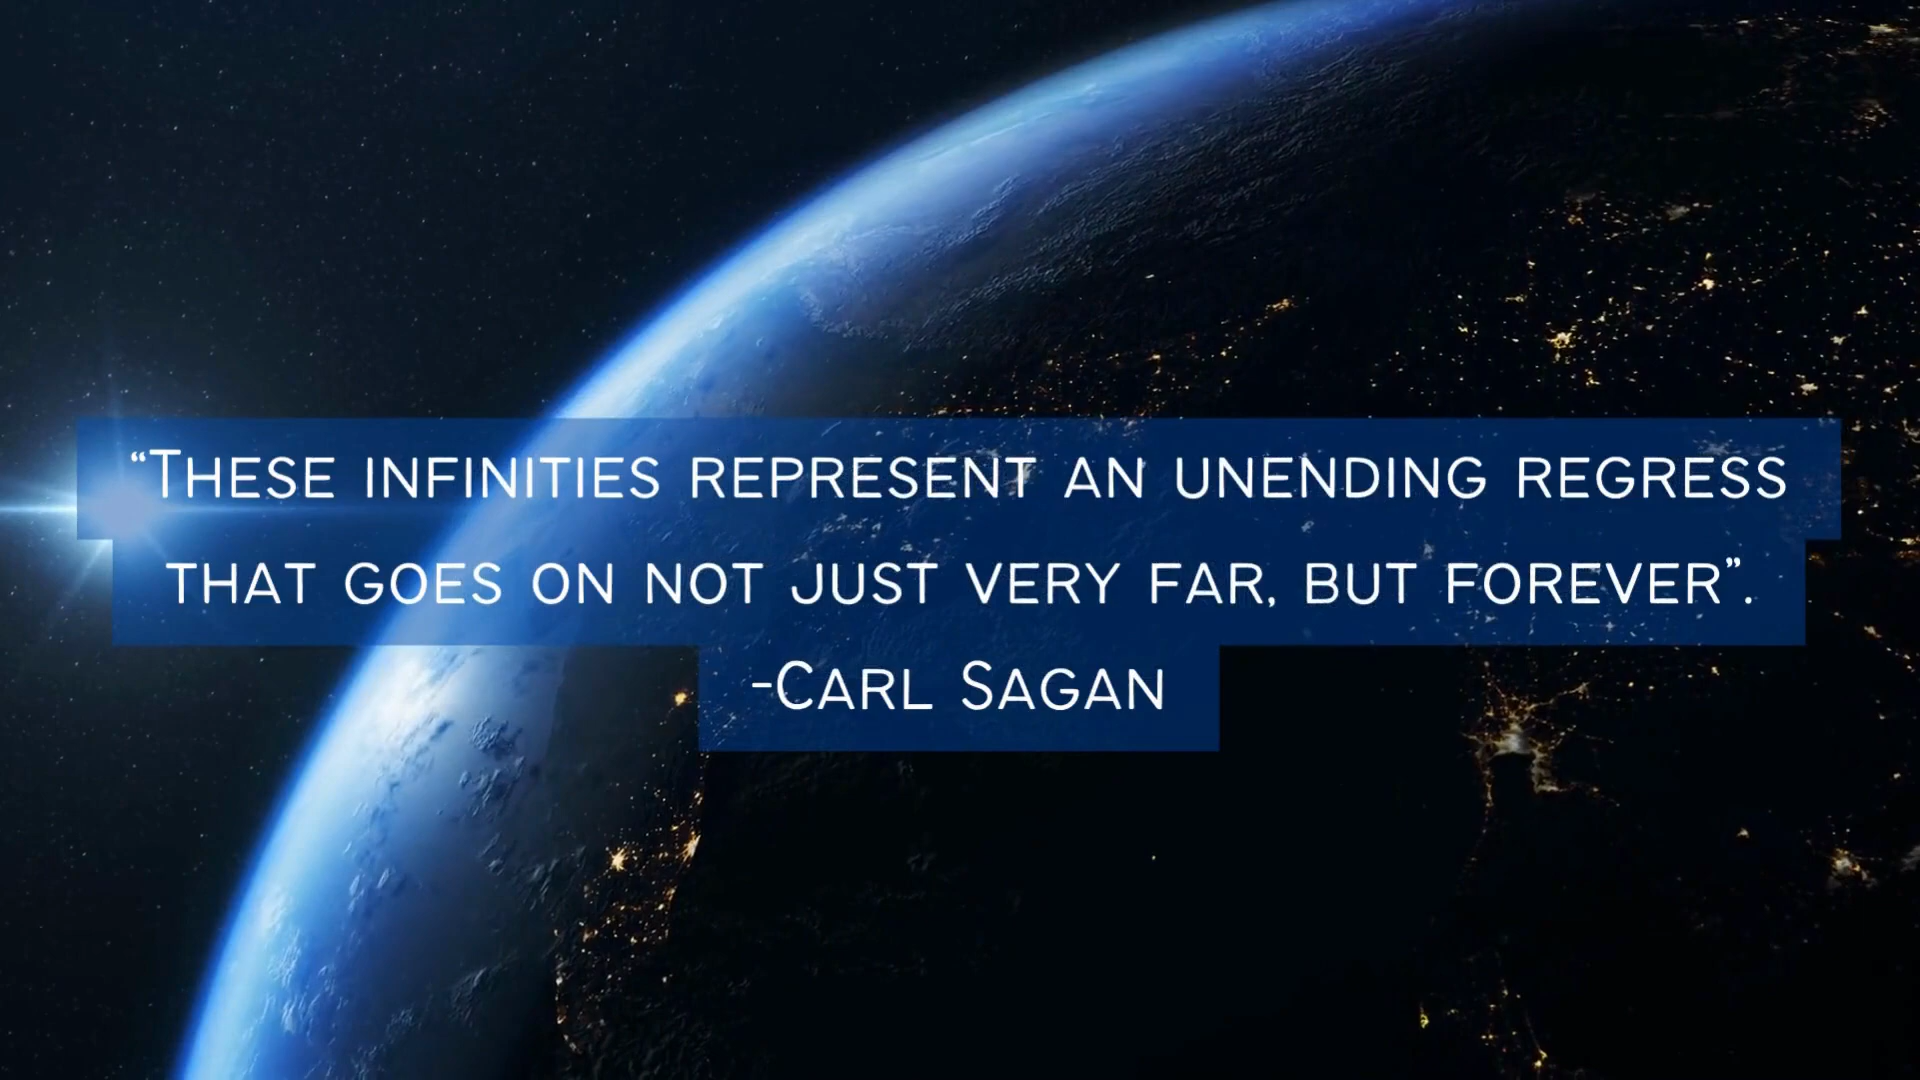 “These infinities represent an unending regress
that goes on not just very far, but forever”.
-Carl Sagan